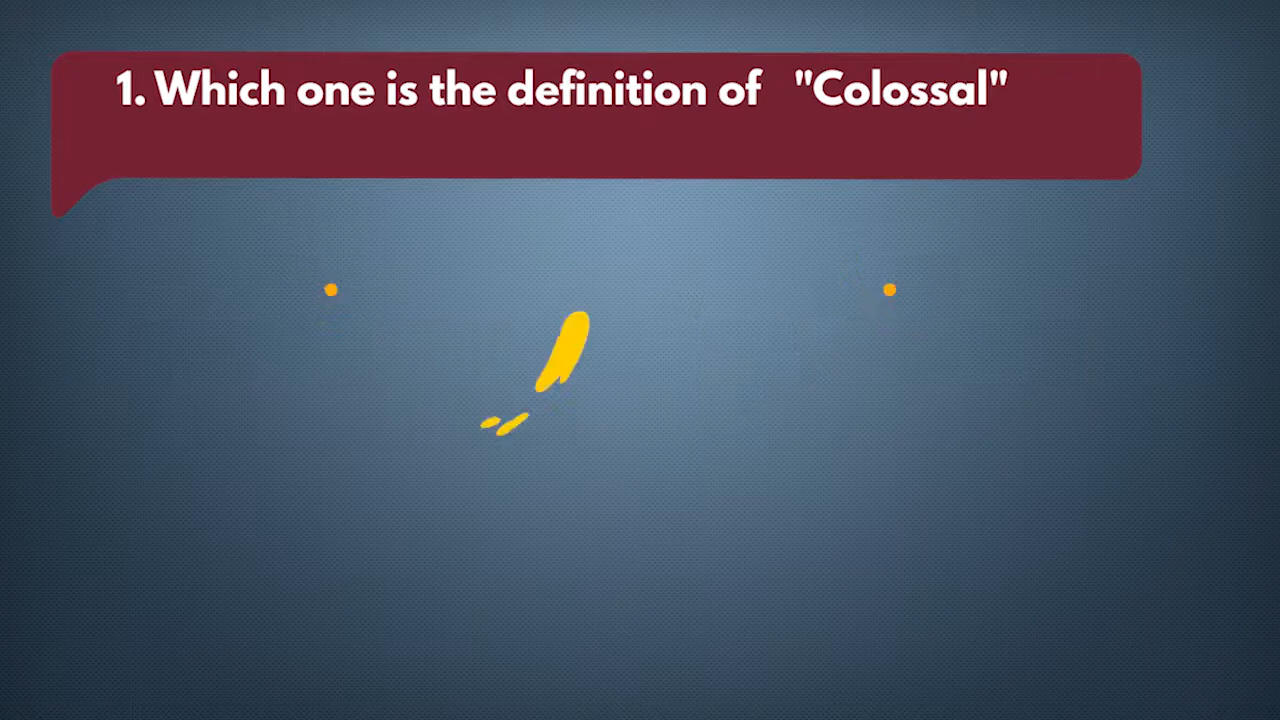 1. Which one is the definition of "Colossal"